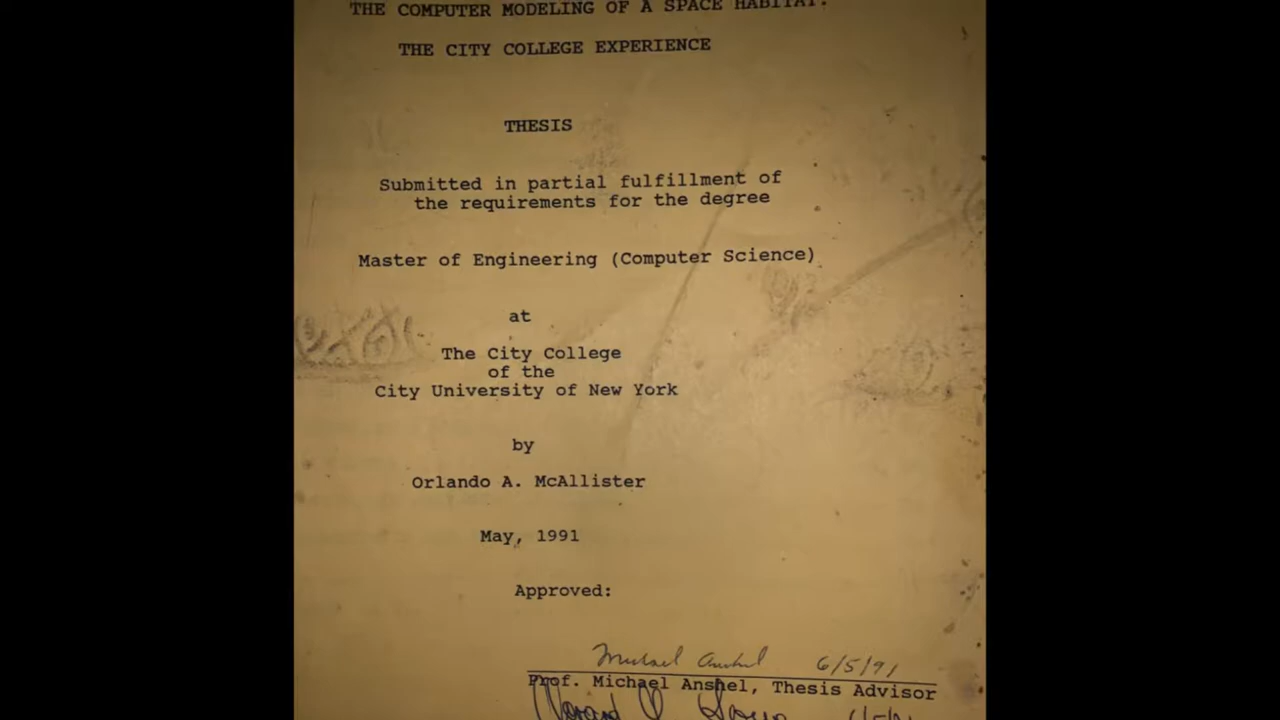 THE COMPUTER MODELING OF A SPACE HABITAT:
THE CITY COLLEGE EXPERIENCE
THESIS
Submitted in partial fulfillment of
the requirements for the degree
Master of Engineering (Computer Science)
at
The City College
of the
City University of New York
by
Orlando A. McAllister
May, 1991
Approved:
Michael Anshel 6/5/91
Prof. Michael Anshel, Thesis Advisor